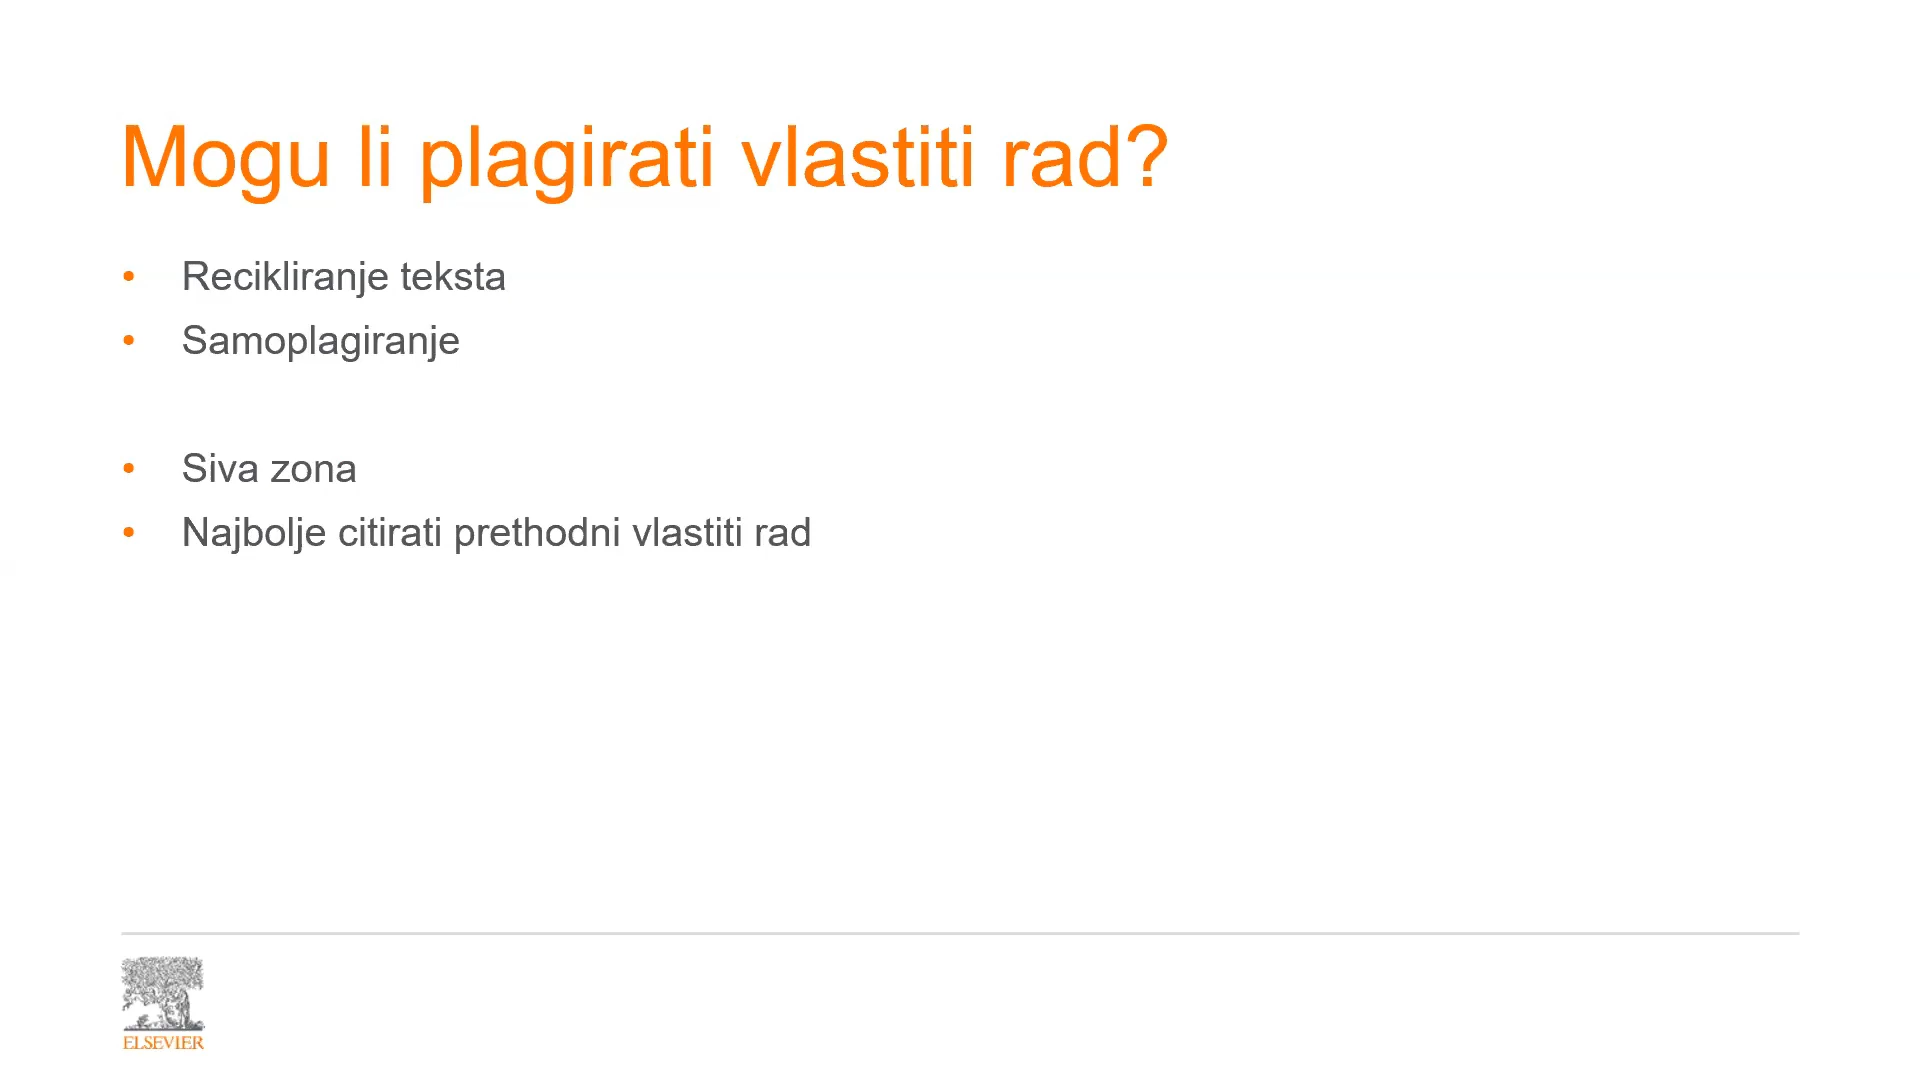 Mogu li plagirati vlastiti rad?
• Recikliranje teksta
• Samoplagiranje
• Siva zona
• Najbolje citirati prethodni vlastiti rad
ELSEVIER